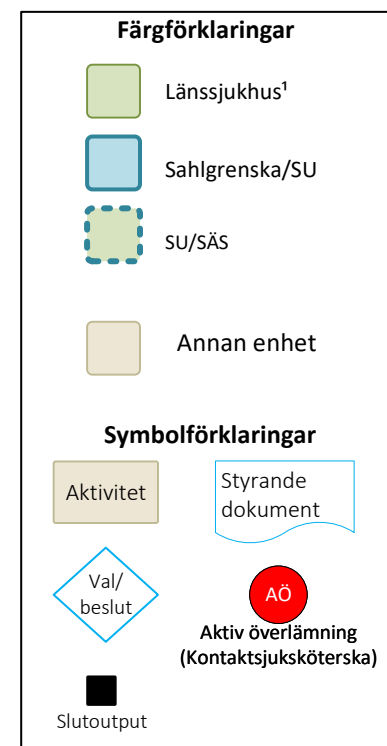 Färgförklaringar
Länssjukhus¹
Sahlgrenska/SU
SU/SÄS
Annan enhet
Symbolförklaringar
Aktivitet
Styrande
dokument
Val/
beslut
AÖ
Aktiv överlämning
(Kontaktsjuksköterska)
Slutoutput